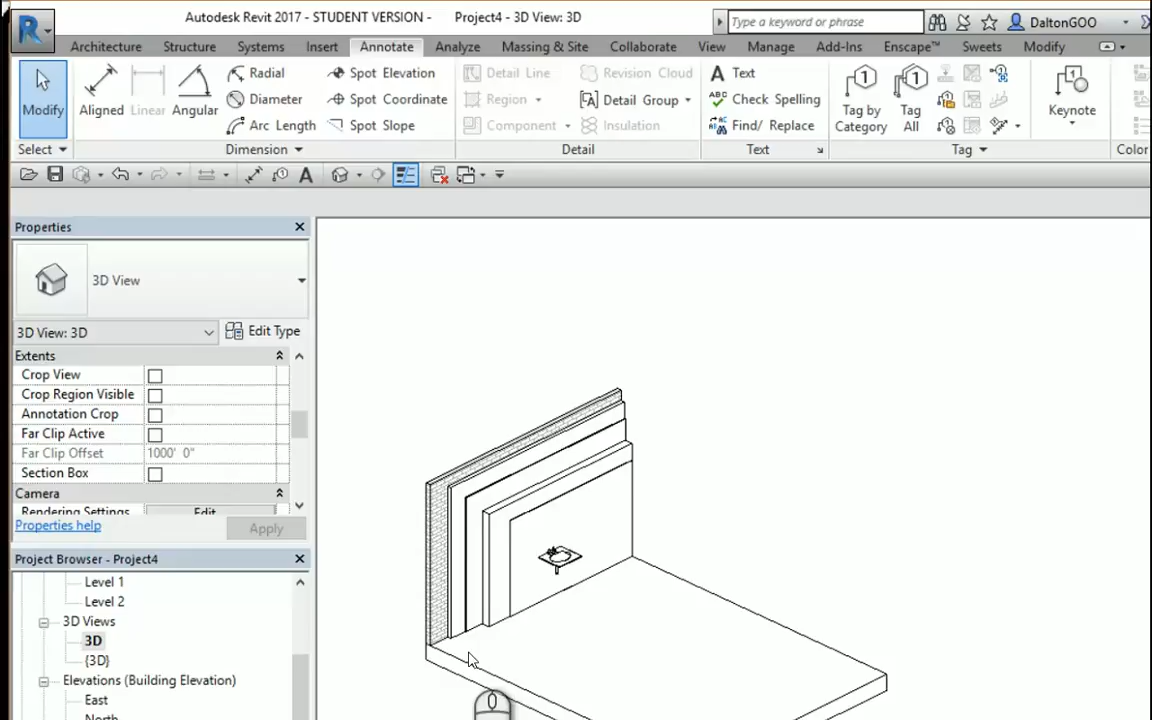 Autodesk Revit 2017 - STUDENT VERSION - Project4 - 3D View: 3D
Type a keyword or phrase
DaltonGOO
Architecture Structure Systems Insert Annotate Analyze Massing & Site Collaborate View Manage Add-Ins Enscape™ Sweets Modify
Modify
Aligned
Linear
Angular
Radial
Diameter
Arc Length
Spot Elevation
Spot Coordinate
Spot Slope
Detail Line
Region
Component
Revision Cloud
Detail Group
Insulation
Text
Check Spelling
Find/ Replace
Tag by
Category
Tag
All
Keynote
Select
Dimension
Detail
Text
Tag
Color
Properties
3D View
3D View: 3D
Edit Type
Extents
Crop View
Crop Region Visible
Annotation Crop
Far Clip Active
Far Clip Offset 1000' 0"
Section Box
Camera
Rendering Settings Edit
Properties help
Apply
Project Browser - Project4
Level 1
Level 2
3D Views
3D
{3D}
Elevations (Building Elevation)
East
North